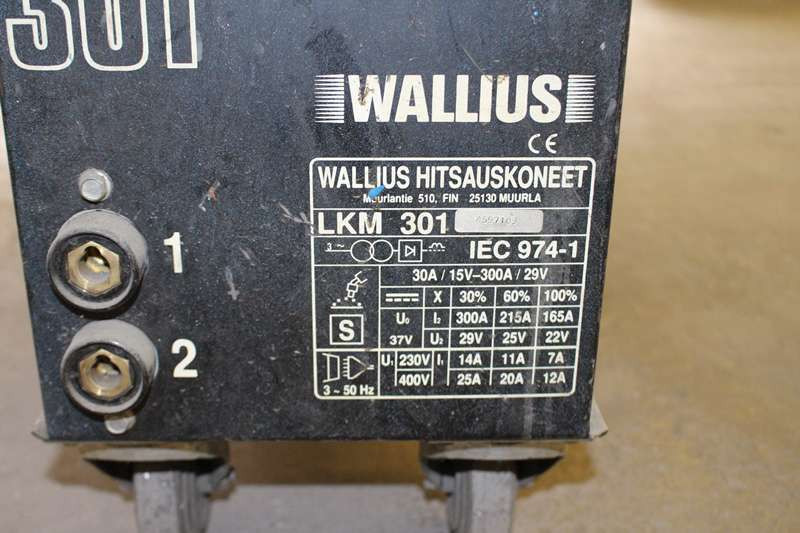 301
WALLIUS
CE
WALLIUS HITSAUSKONEET
Muurlantie 510, FIN 25130 MUURLA
LKM 301
3~ IEC 974-1
30A / 15V–300A / 29V
X 30% 60% 100%
S U₀ I₂ 300A 215A 165A
37V U₂ 29V 25V 22V
U₁ 230V I₁ 14A 11A 7A
400V 25A 20A 12A
3 ~ 50 Hz
1
2